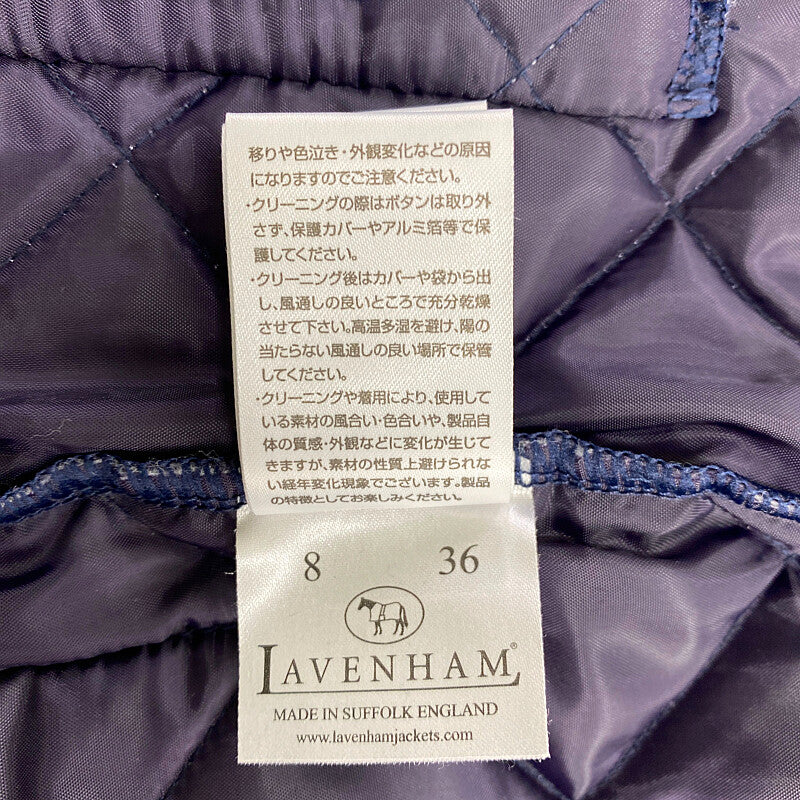 移りや色泣き・外観変化などの原因
になりますのでご注意ください。
・クリーニングの際はボタンは取り外
さず、保護カバーやアルミ箔等で保
護してください。
・クリーニング後はカバーや袋から出
し、風通しの良いところで充分乾燥
させて下さい。高温多湿を避け、陽の
当たらない風通しの良い場所で保管
してください。
・クリーニングや着用により、使用して
いる素材の風合い・色合いや、製品自
体の質感・外観などに変化が生じて
きますが、素材の性質上避けられな
い経年変化現象でございます。製品
の特徴としてお楽しみください。
8 36
LAVENHAM®
MADE IN SUFFOLK ENGLAND
www.lavenhamjackets.com